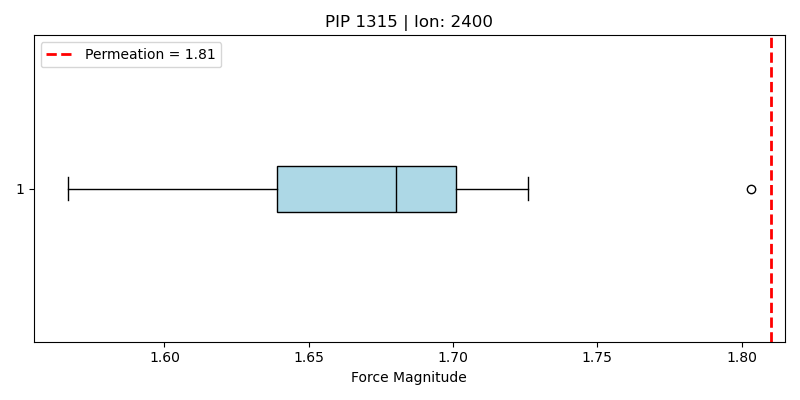 PIP 1315 | lon: 2400
Permeation = 1.81
1
1.60 1.65 1.70 1.75 1.80
Force Magnitude